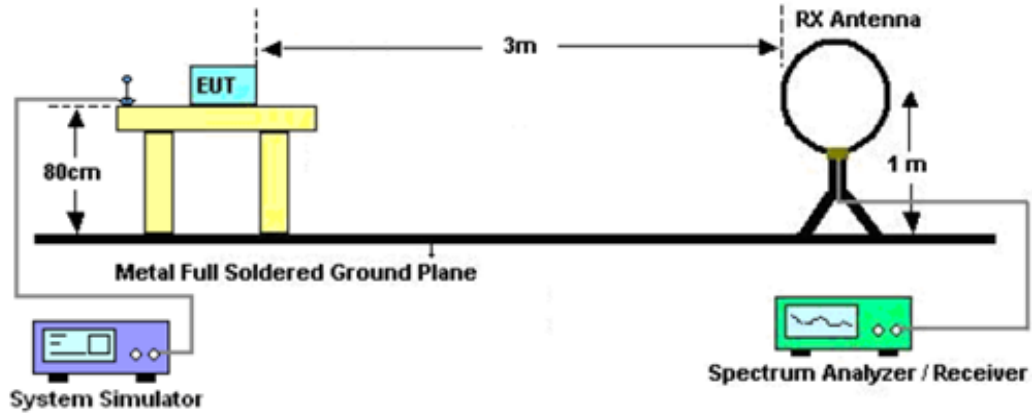 RX Antenna
3m
EUT
80cm
1 m
Metal Full Soldered Ground Plane
System Simulator
Spectrum Analyzer / Receiver